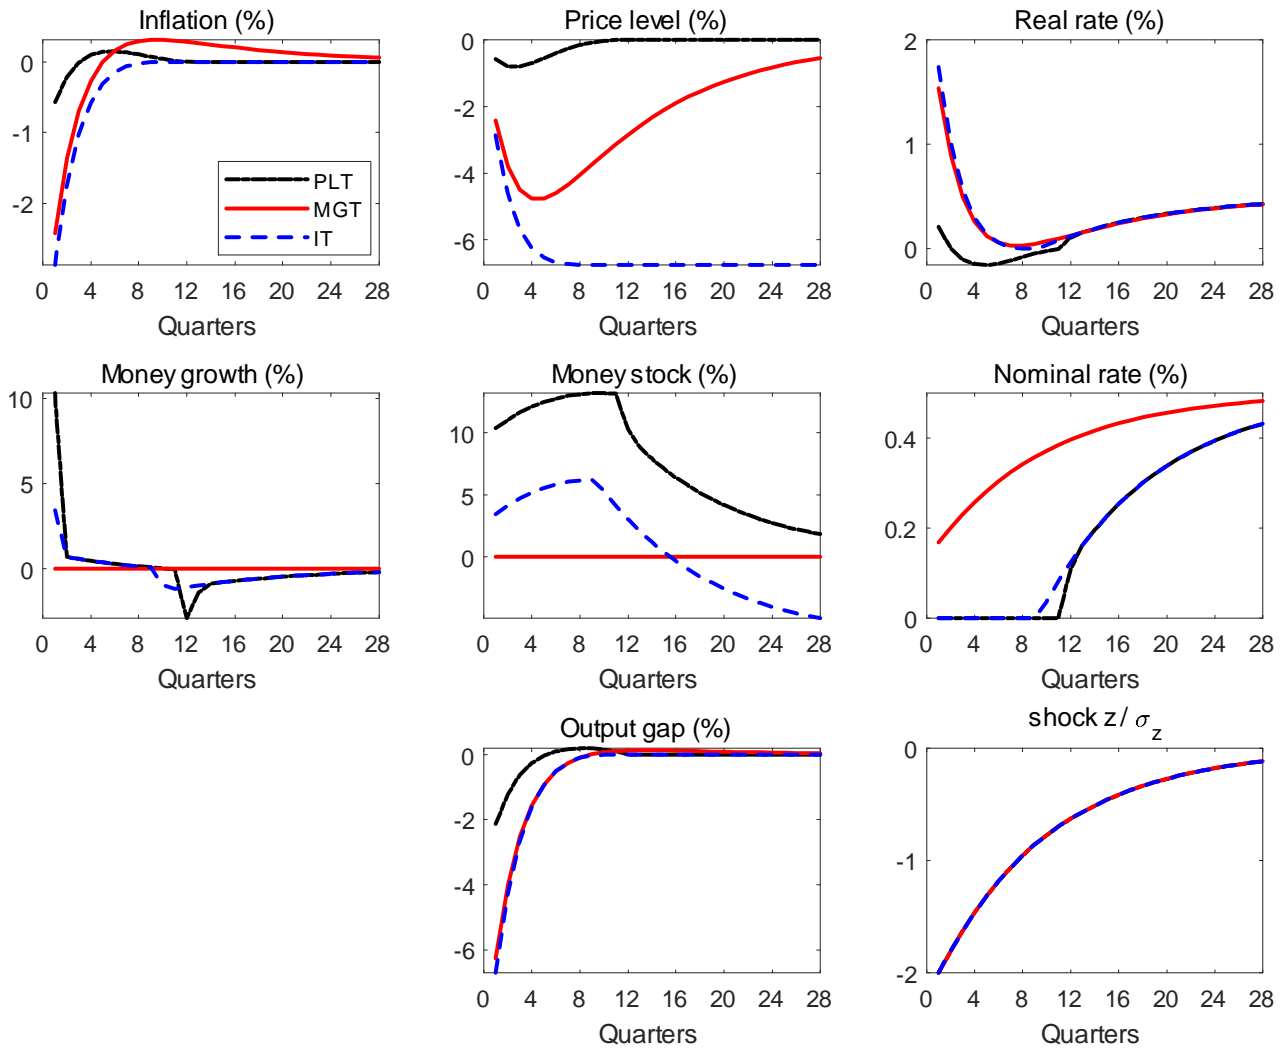 Inflation (%)
0
-1
-2
PLT
MGT
IT
0 4 8 12 16 20 24 28
Quarters
Price level (%)
0
-2
-4
-6
0 4 8 12 16 20 24 28
Quarters
Real rate (%)
2
1
0
0 4 8 12 16 20 24 28
Quarters
Money growth (%)
10
5
0
0 4 8 12 16 20 24 28
Quarters
Money stock (%)
10
5
0
0 4 8 12 16 20 24 28
Quarters
Nominal rate (%)
0.4
0.2
0
0 4 8 12 16 20 24 28
Quarters
Output gap (%)
0
-2
-4
-6
0 4 8 12 16 20 24 28
Quarters
shock z / σz
0
-1
-2
0 4 8 12 16 20 24 28
Quarters